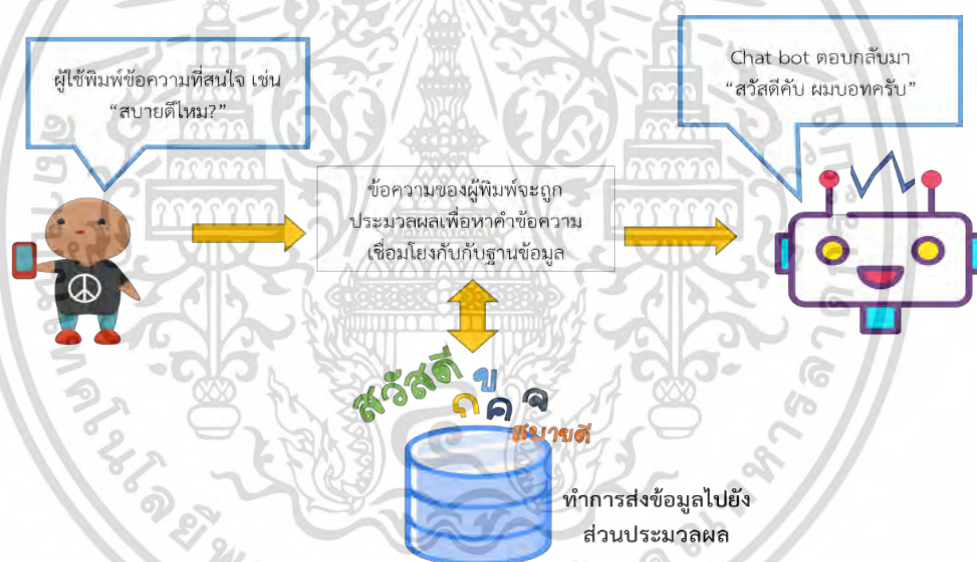 ผู้ใช้พิมพ์ข้อความที่สนใจ เช่น
“สบายดีไหม?”
Chat bot ตอบกลับมา
“สวัสดีคับ ผมบอทครับ”
ข้อความของผู้พิมพ์จะถูก
ประมวลผลเพื่อหาคำข้อความ
เชื่อมโยงกับกับฐานข้อมูล
สวัสดี ข
ก ค จ
สบายดี
ทำการส่งข้อมูลไปยัง
ส่วนประมวลผล